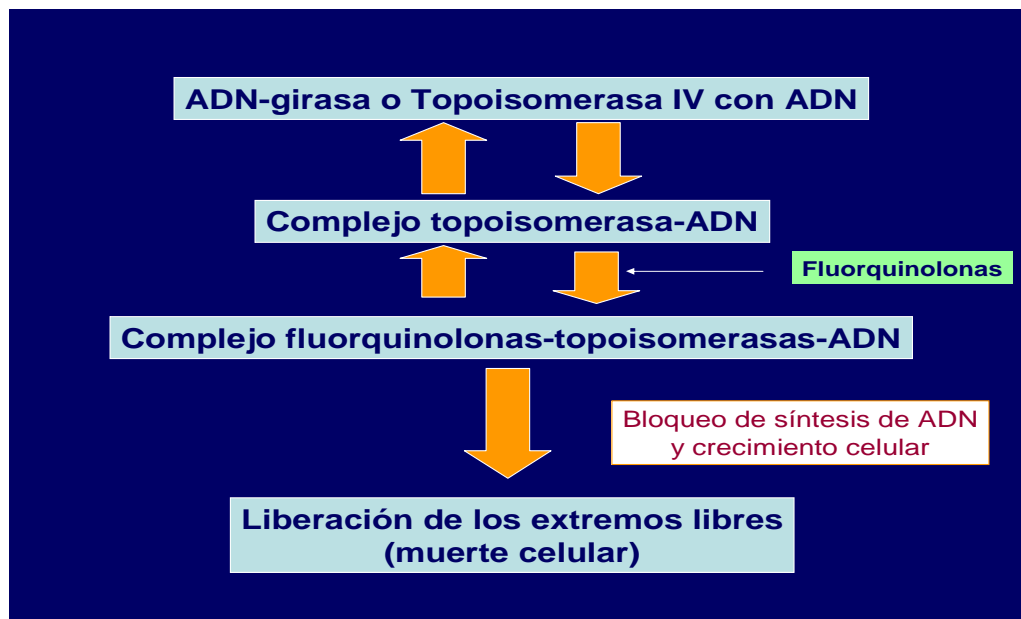 ADN-girasa o Topoisomerasa IV con ADN
Complejo topoisomerasa-ADN
Fluorquinolonas
Complejo fluorquinolonas-topoisomerasas-ADN
Bloqueo de síntesis de ADN
y crecimiento celular
Liberación de los extremos libres
(muerte celular)